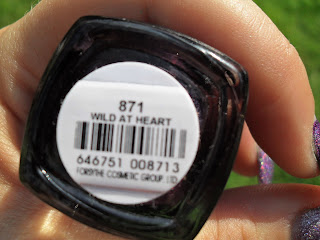 871
WILD AT HEART
646751 008713
FORSYTHE COSMETIC GROUP, LTD.